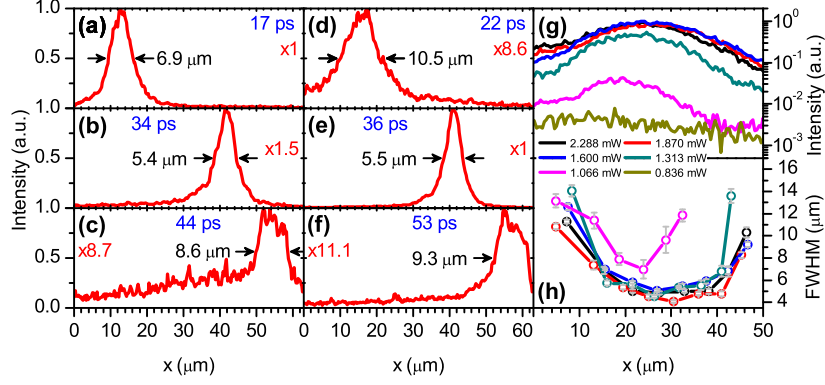 (a)
17 ps
6.9 μm
x1
(b)
34 ps
5.4 μm
x1.5
(c)
44 ps
x8.7
8.6 μm
(d)
22 ps
10.5 μm
x8.6
(e)
36 ps
5.5 μm
x1
(f)
53 ps
x11.1
9.3 μm
(g)
2.288 mW
1.870 mW
1.600 mW
1.313 mW
1.066 mW
0.836 mW
(h)
Intensity (a.u.)
1.0
0.5
1.0
0.5
1.0
0.5
0.0
0 10 20 30 40 50
0 10 20 30 40 50 60
0 10 20 30 40 50
x (μm)
x (μm)
x (μm)
10⁰
10⁻¹
10⁻²
10⁻³
Intensity (a.u.)
16
14
12
10
8
6
4
FWHM (μm)